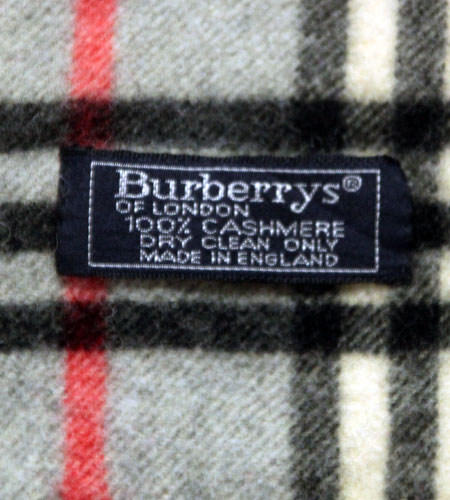 Burberrys®
OF LONDON
100% CASHMERE
DRY CLEAN ONLY
MADE IN ENGLAND